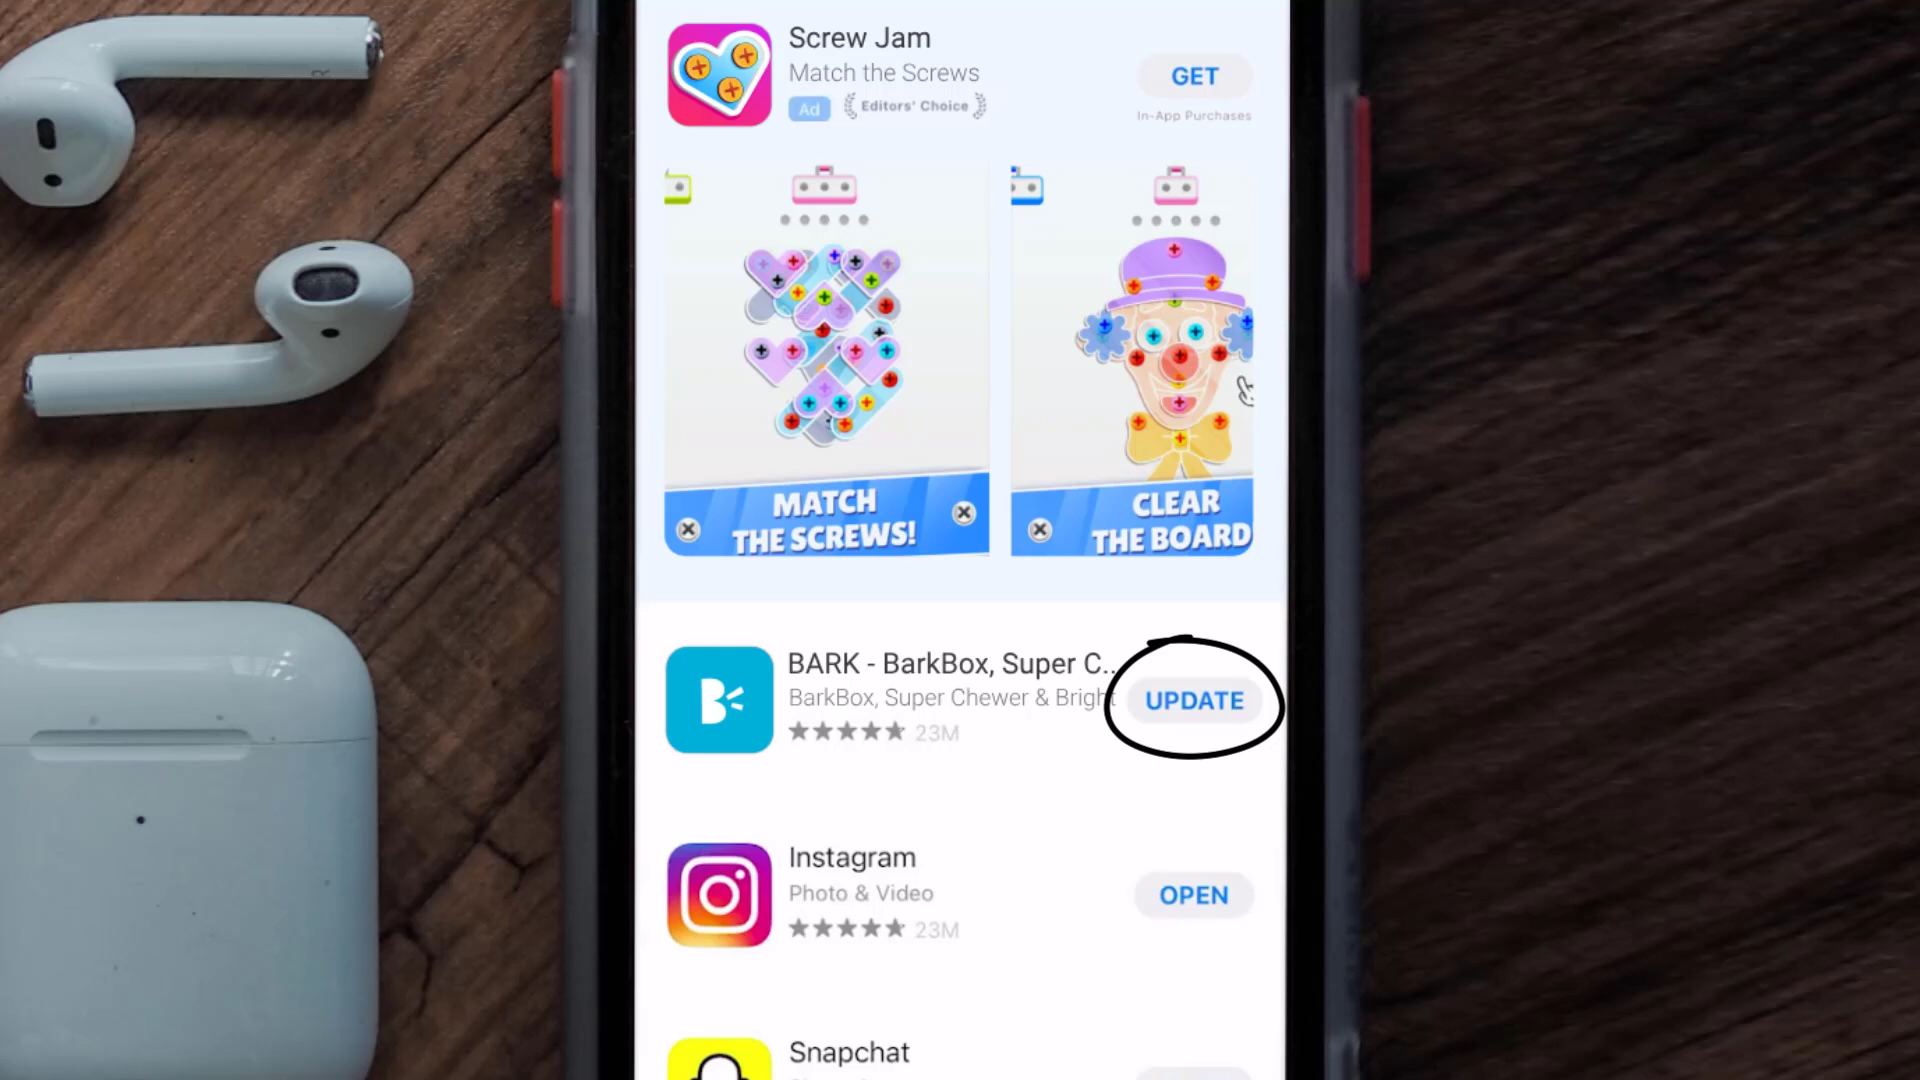 Screw Jam
Match the Screws
Ad
Editors' Choice
GET
In-App Purchases
MATCH
THE SCREWS!
CLEAR
THE BOARD
BARK - BarkBox, Super C..
BarkBox, Super Chewer & Bright
23M
UPDATE
Instagram
Photo & Video
23M
OPEN
Snapchat
R